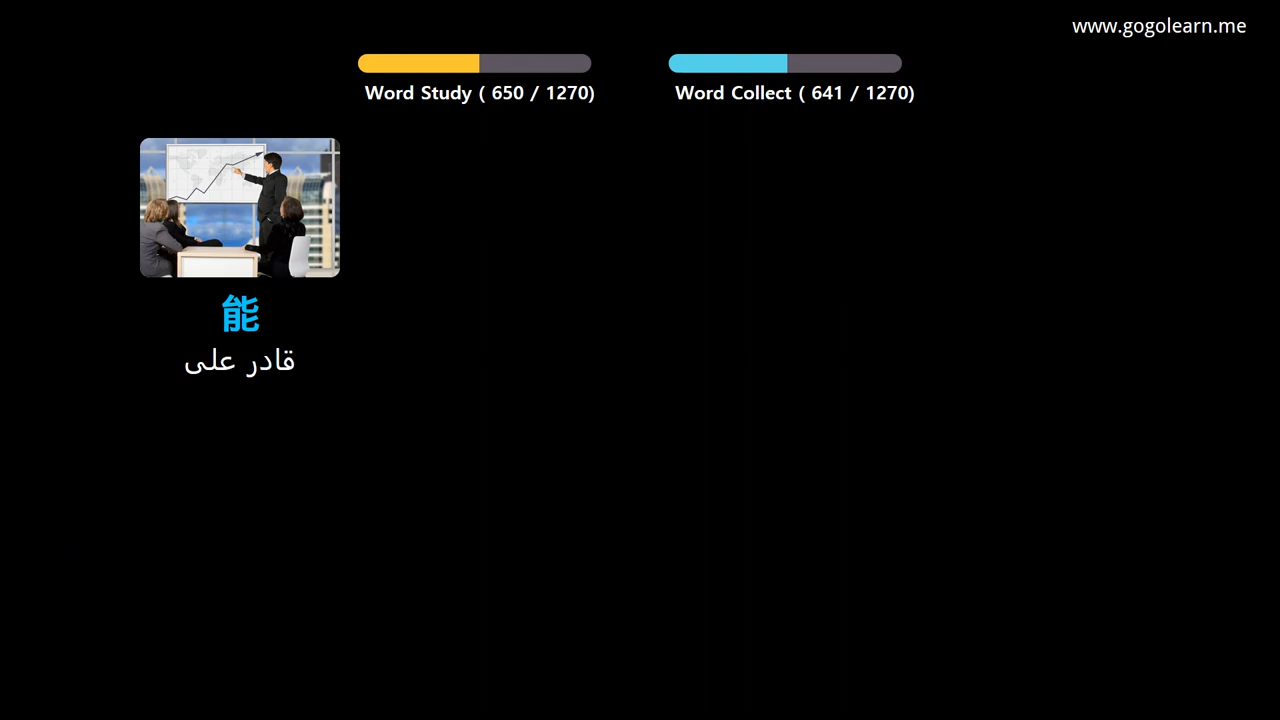 www.gogolearn.me
Word Study ( 650 / 1270)
Word Collect ( 641 / 1270)
能
قادر على